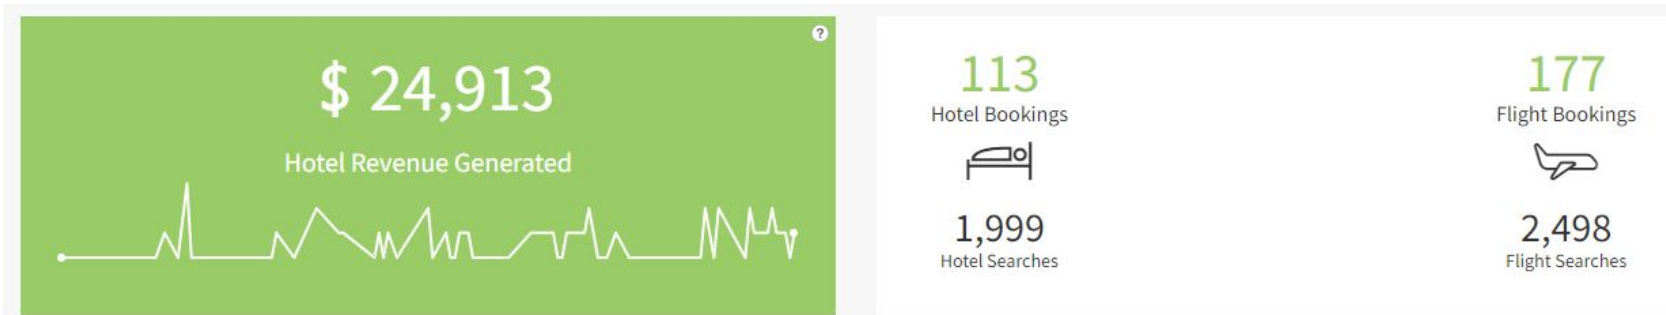 ?
$ 24,913
Hotel Revenue Generated
113
Hotel Bookings
1,999
Hotel Searches
177
Flight Bookings
2,498
Flight Searches